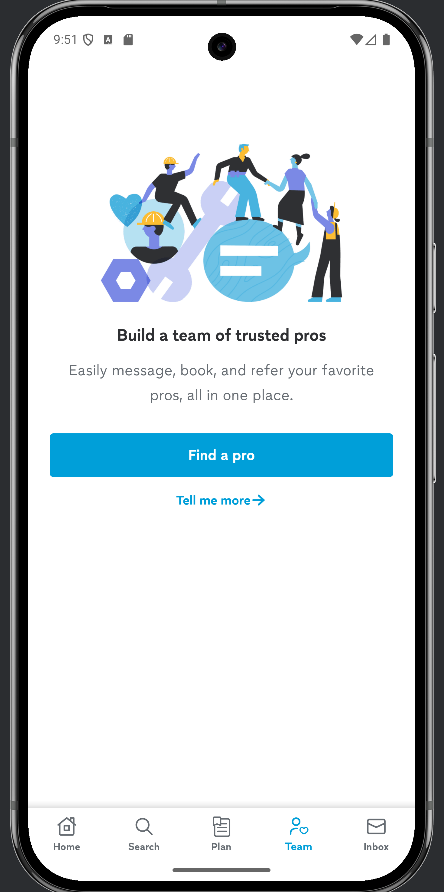 9:51
Build a team of trusted pros
Easily message, book, and refer your favorite
pros, all in one place.
Find a pro
Tell me more
Home
Search
Plan
Team
Inbox